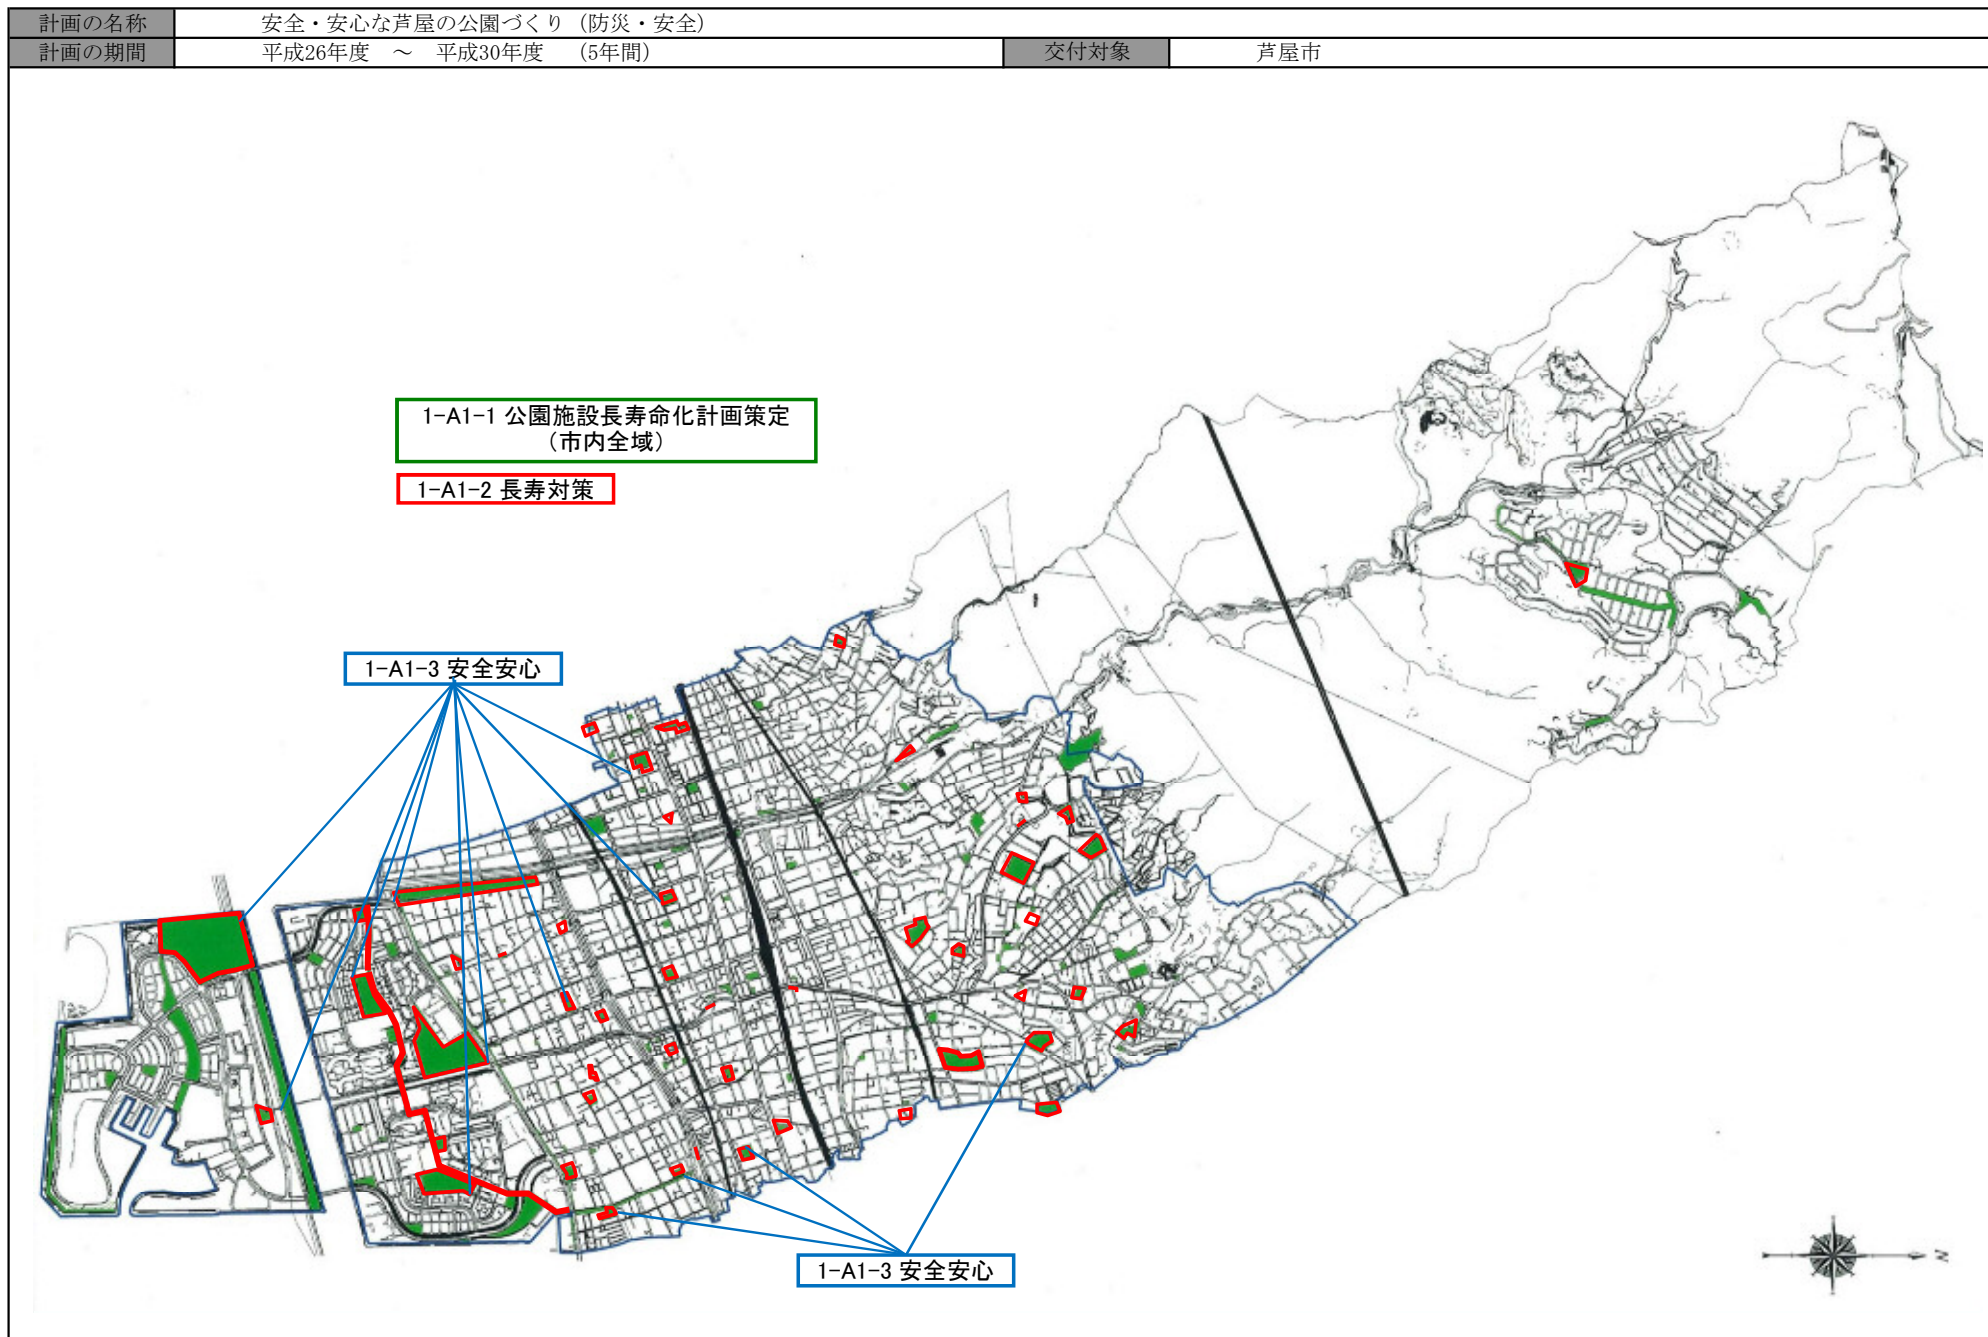 計画の名称 安全・安心な芦屋の公園づくり（防災・安全）
計画の期間 平成26年度 ～ 平成30年度 （5年間） 交付対象 芦屋市
1-A1-1 公園施設長寿命化計画策定
（市内全域）
1-A1-2 長寿対策
1-A1-3 安全安心
1-A1-3 安全安心
N